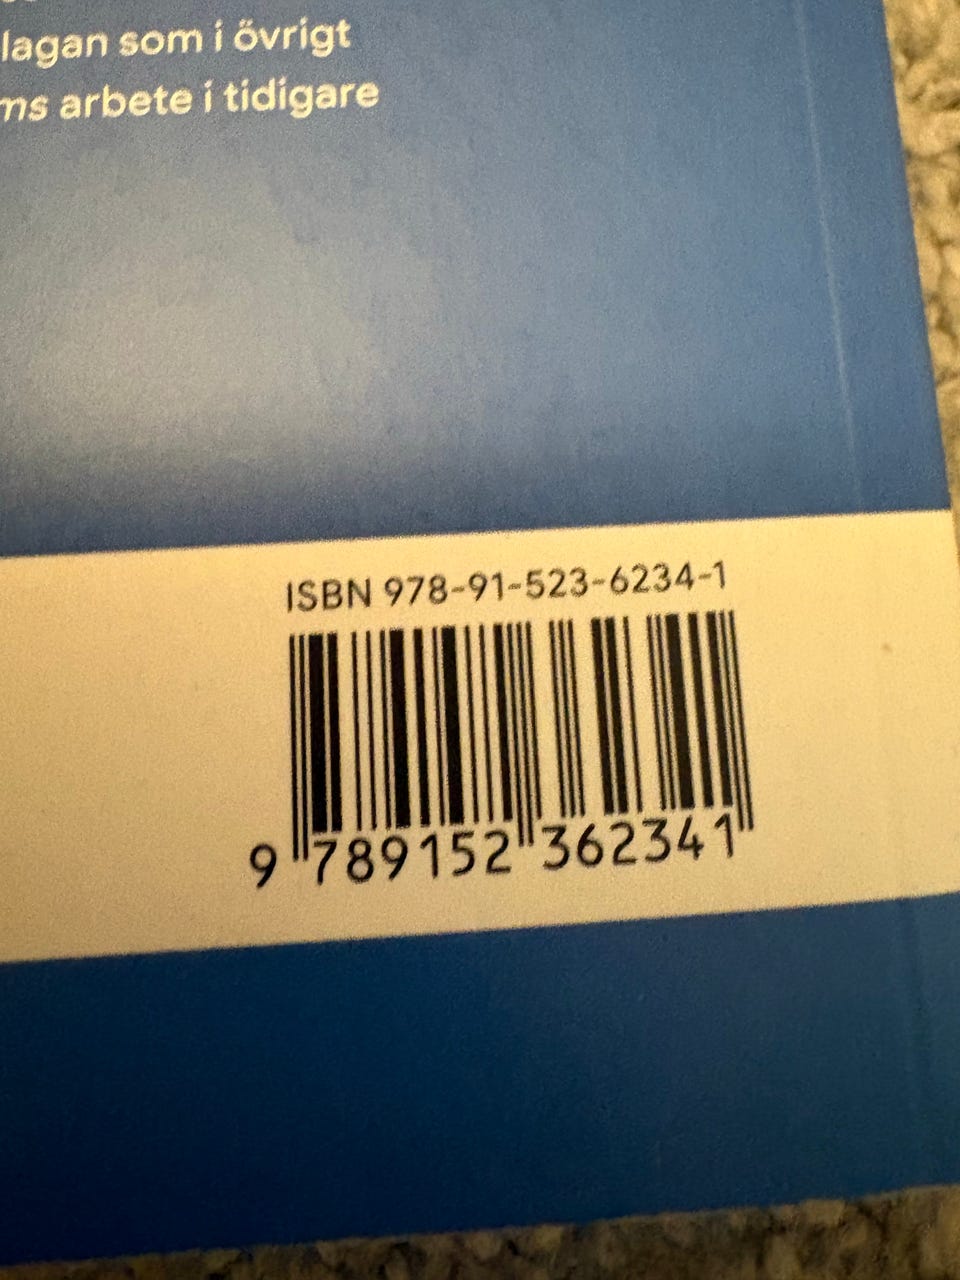 lagan som i övrigt
ms arbete i tidigare
ISBN 978-91-523-6234-1
9 789152 362341